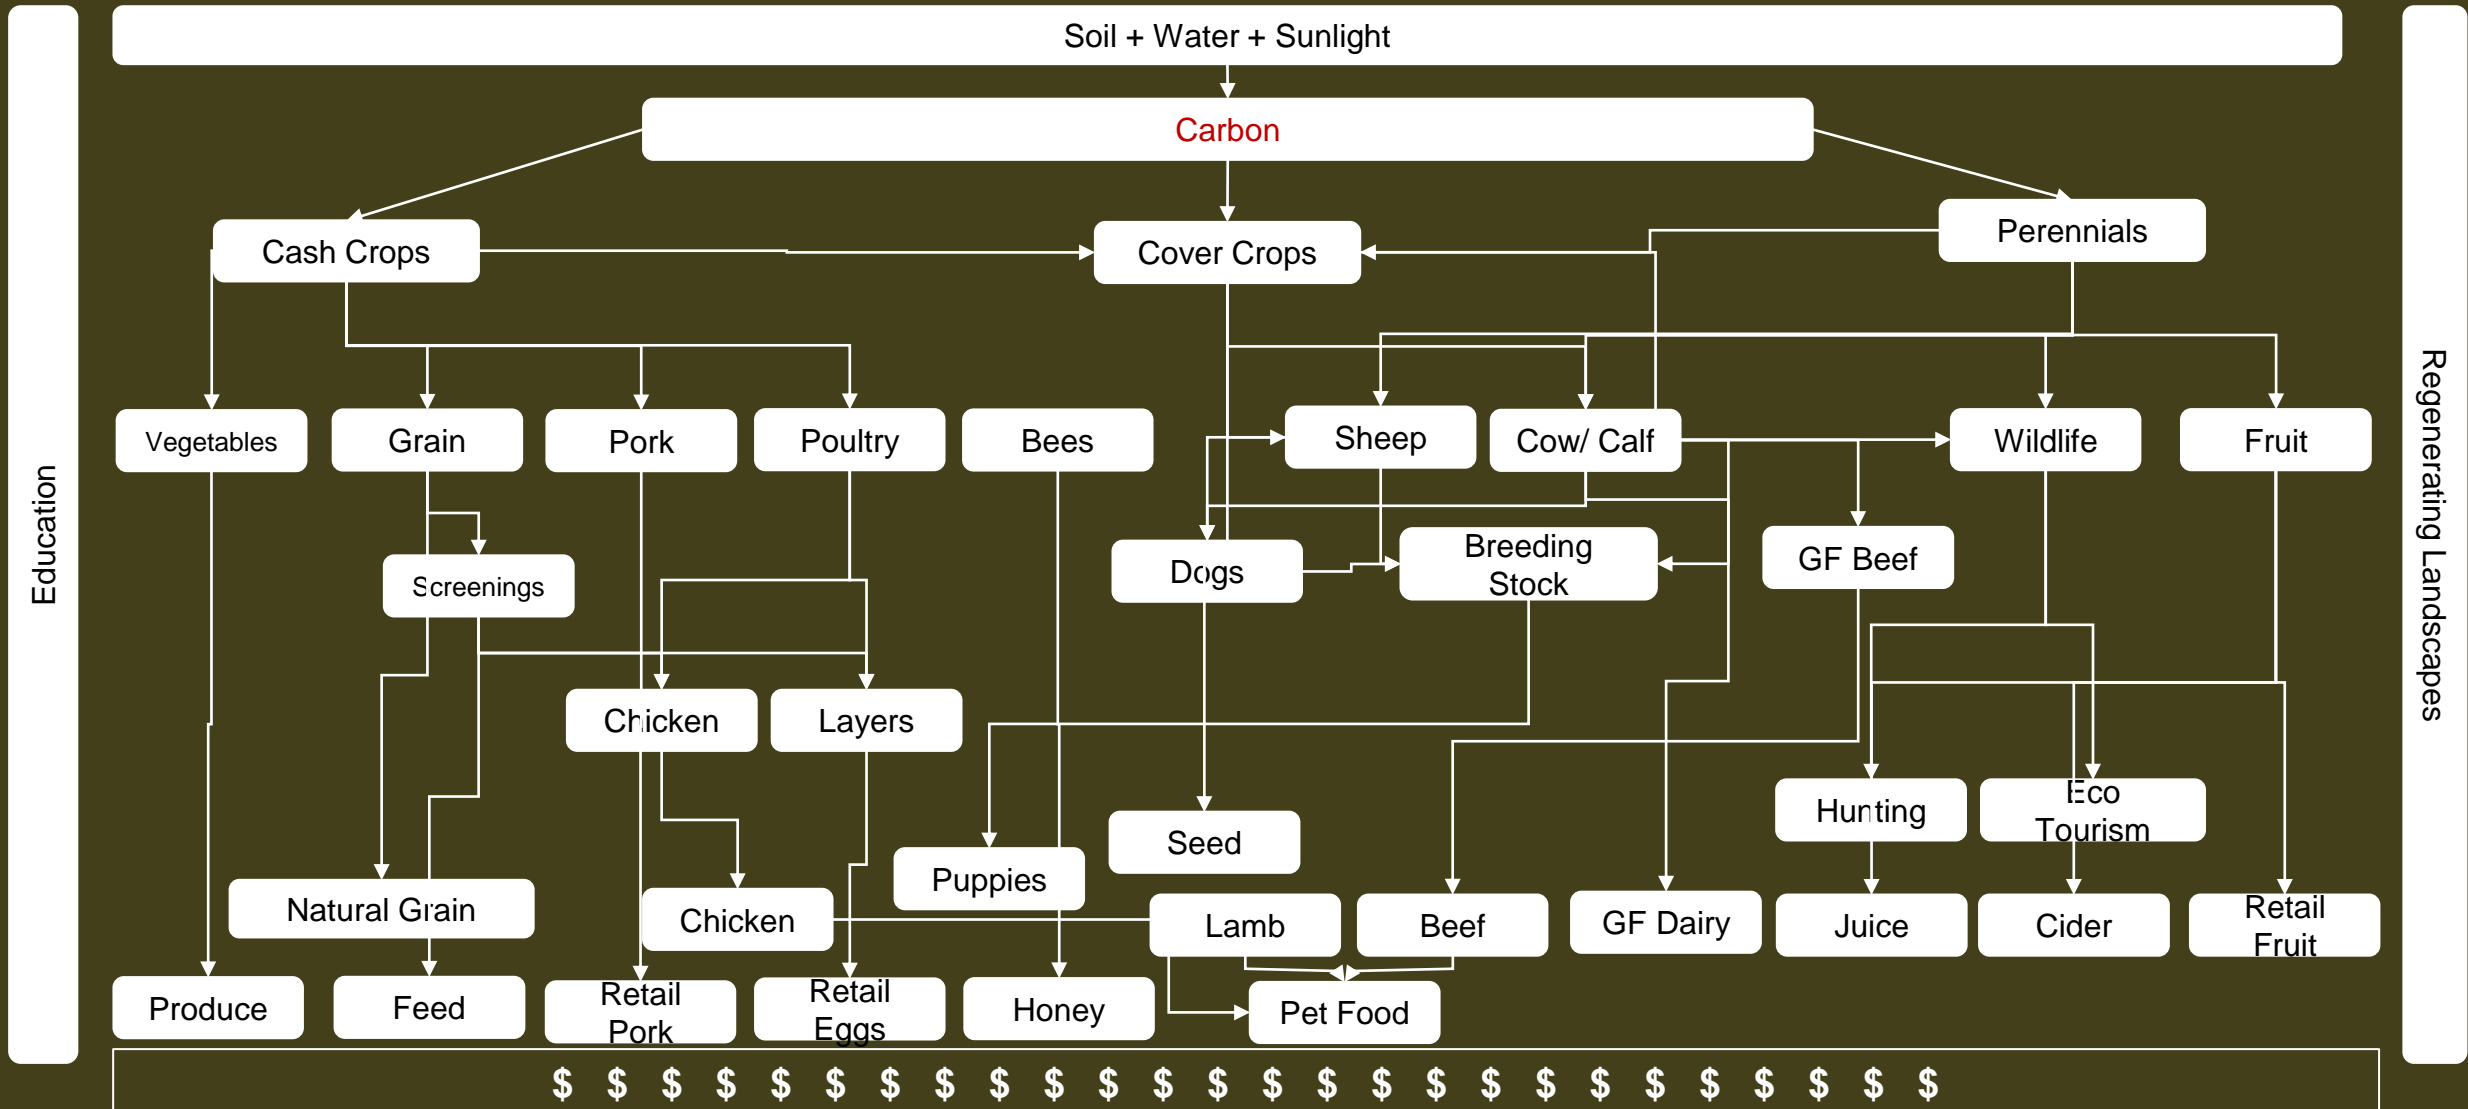 Soil + Water + Sunlight
Carbon
Cash Crops
Cover Crops
Perennials
Vegetables
Grain
Pork
Poultry
Bees
Sheep
Cow/ Calf
Wildlife
Fruit
Education
Regenerating Landscapes
Screenings
Dogs
Breeding
Stock
GF Beef
Chicken
Layers
Hunting
Eco
Tourism
Seed
Puppies
Natural Grain
Chicken
Lamb
Beef
GF Dairy
Juice
Cider
Retail
Fruit
Produce
Feed
Retail
Pork
Retail
Eggs
Honey
Pet Food
$ $ $ $ $ $ $ $ $ $ $ $ $ $ $ $ $ $ $ $ $ $ $ $ $ $